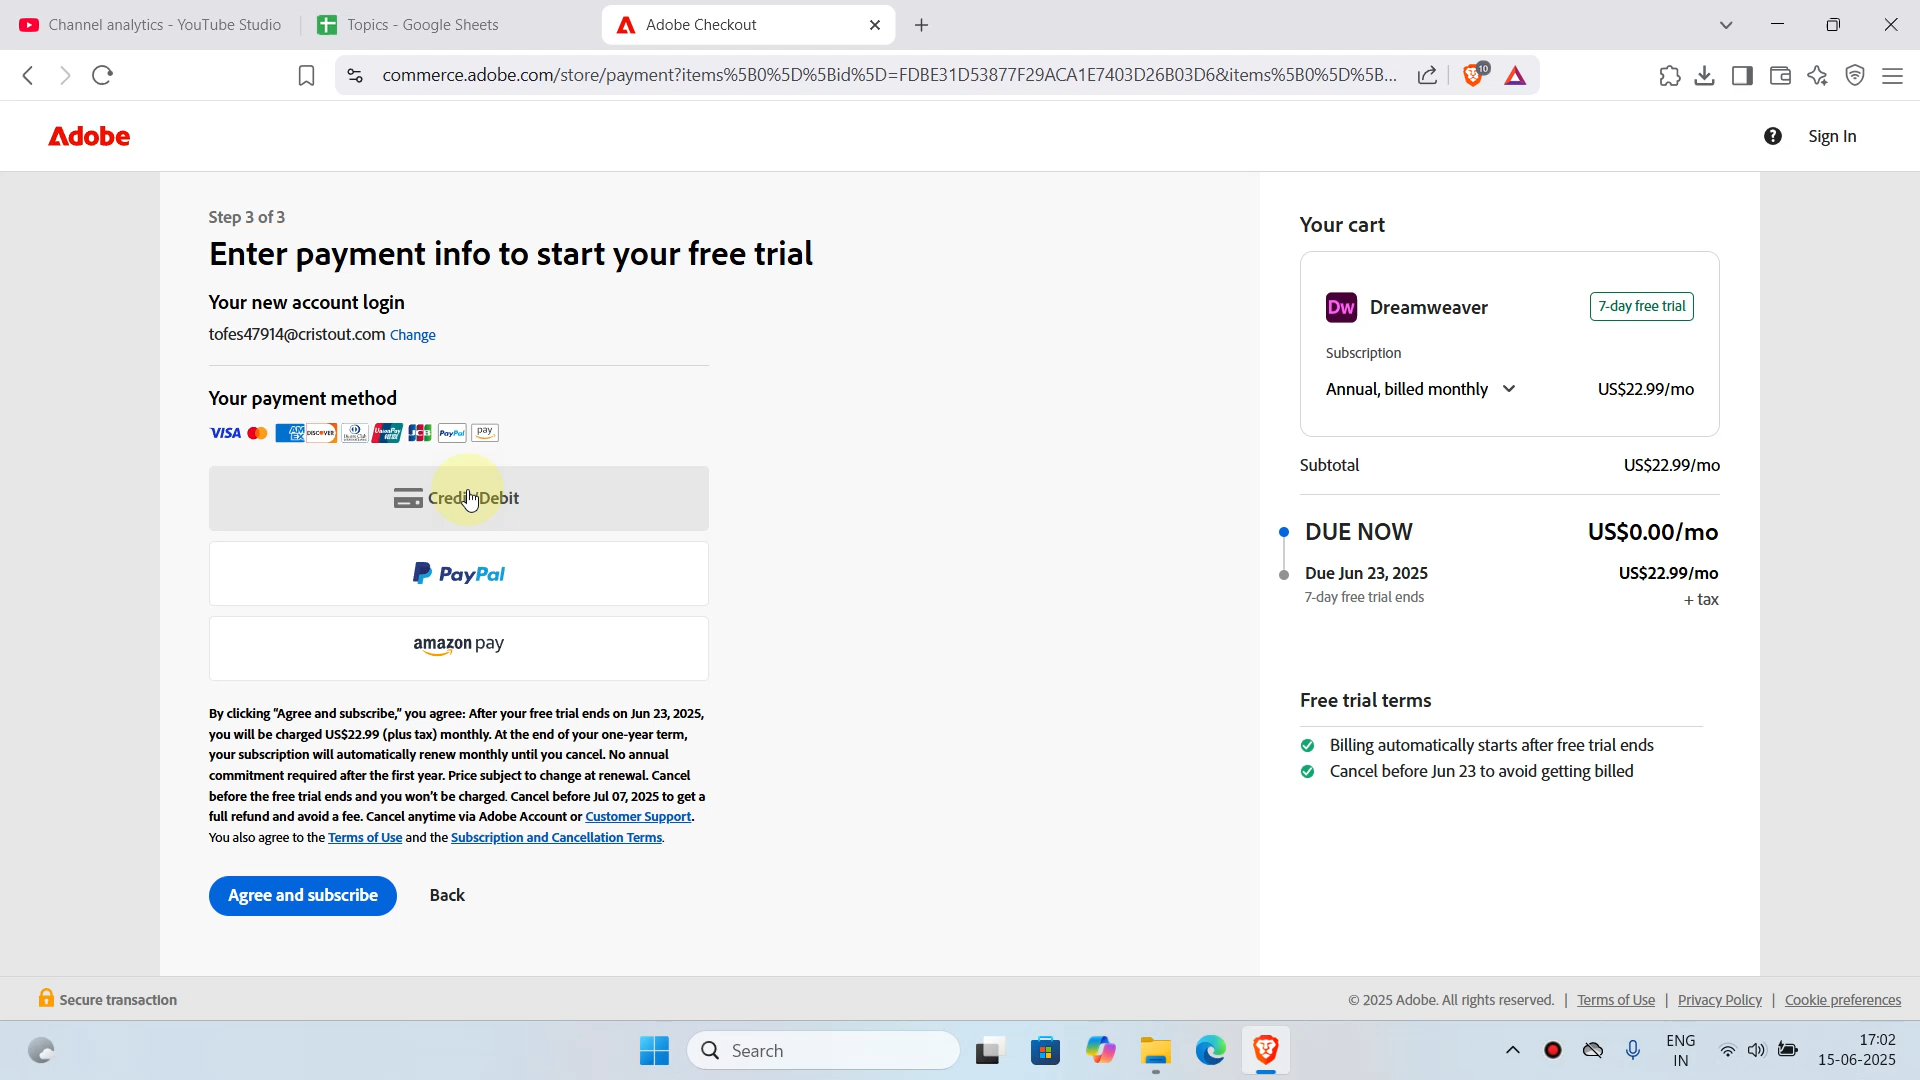 Channel analytics - YouTube Studio
Topics - Google Sheets
Adobe Checkout
commerce.adobe.com/store/payment?items%5B0%5D%5Bid%5D=FDBE31D53877F29ACA1E7403D26B03D6&items%5B0%5D%5B...
10
Adobe
Sign In
Step 3 of 3
Enter payment info to start your free trial
Your new account login
tofes47914@cristout.com Change
Your payment method
VISA AMEX DISCOVER Diners Club UnionPay JCB PayPal pay
Credit/Debit
PayPal
amazon pay
By clicking “Agree and subscribe,” you agree: After your free trial ends on Jun 23, 2025,
you will be charged US$22.99 (plus tax) monthly. At the end of your one-year term,
your subscription will automatically renew monthly until you cancel. No annual
commitment required after the first year. Price subject to change at renewal. Cancel
before the free trial ends and you won't be charged. Cancel before Jul 07, 2025 to get a
full refund and avoid a fee. Cancel anytime via Adobe Account or Customer Support.
You also agree to the Terms of Use and the Subscription and Cancellation Terms.
Agree and subscribe Back
Your cart
Dw Dreamweaver 7-day free trial
Subscription
Annual, billed monthly US$22.99/mo
Subtotal US$22.99/mo
DUE NOW US$0.00/mo
Due Jun 23, 2025 US$22.99/mo
7-day free trial ends + tax
Free trial terms
Billing automatically starts after free trial ends
Cancel before Jun 23 to avoid getting billed
Secure transaction
© 2025 Adobe. All rights reserved. | Terms of Use | Privacy Policy | Cookie preferences
Search
ENG
IN
17:02
15-06-2025